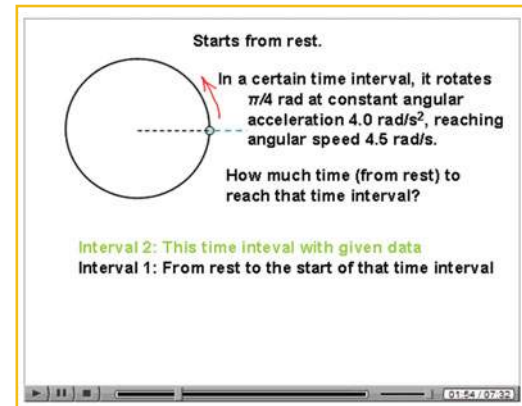 Starts from rest.
In a certain time interval, it rotates
π/4 rad at constant angular
acceleration 4.0 rad/s², reaching
angular speed 4.5 rad/s.
How much time (from rest) to
reach that time interval?
Interval 2: This time inteval with given data
Interval 1: From rest to the start of that time interval
01:54 / 07:32